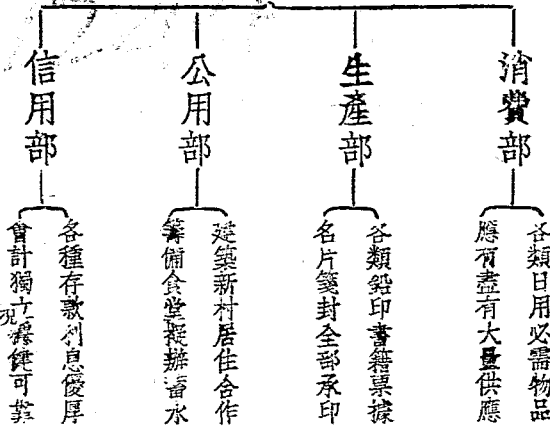 消費部
各類日用必需物品
應有盡有大量供應
生產部
各類鉛印書籍票據
名片箋封全部承印
公用部
建築新村居住合作
籌備食堂擬辦畜水
信用部
各種存款利息優厚
會計獨立穩健可靠